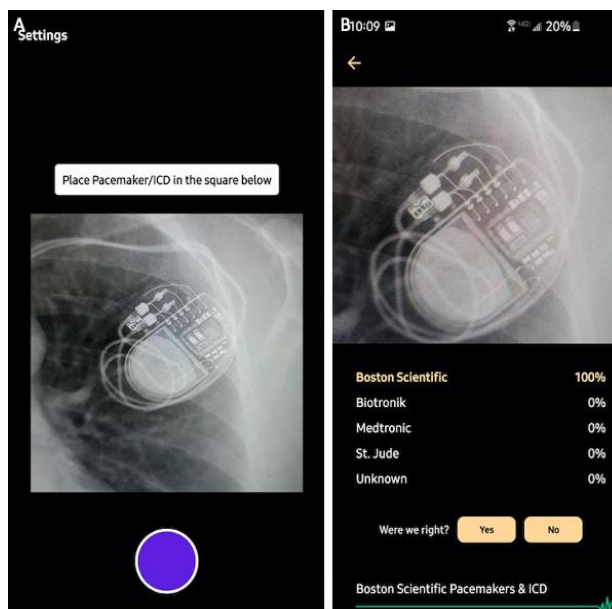 A
Settings
Place Pacemaker/ICD in the square below
B
10:09 20%
Boston Scientific 100%
Biotronik 0%
Medtronic 0%
St. Jude 0%
Unknown 0%
Were we right? Yes No
Boston Scientific Pacemakers & ICD